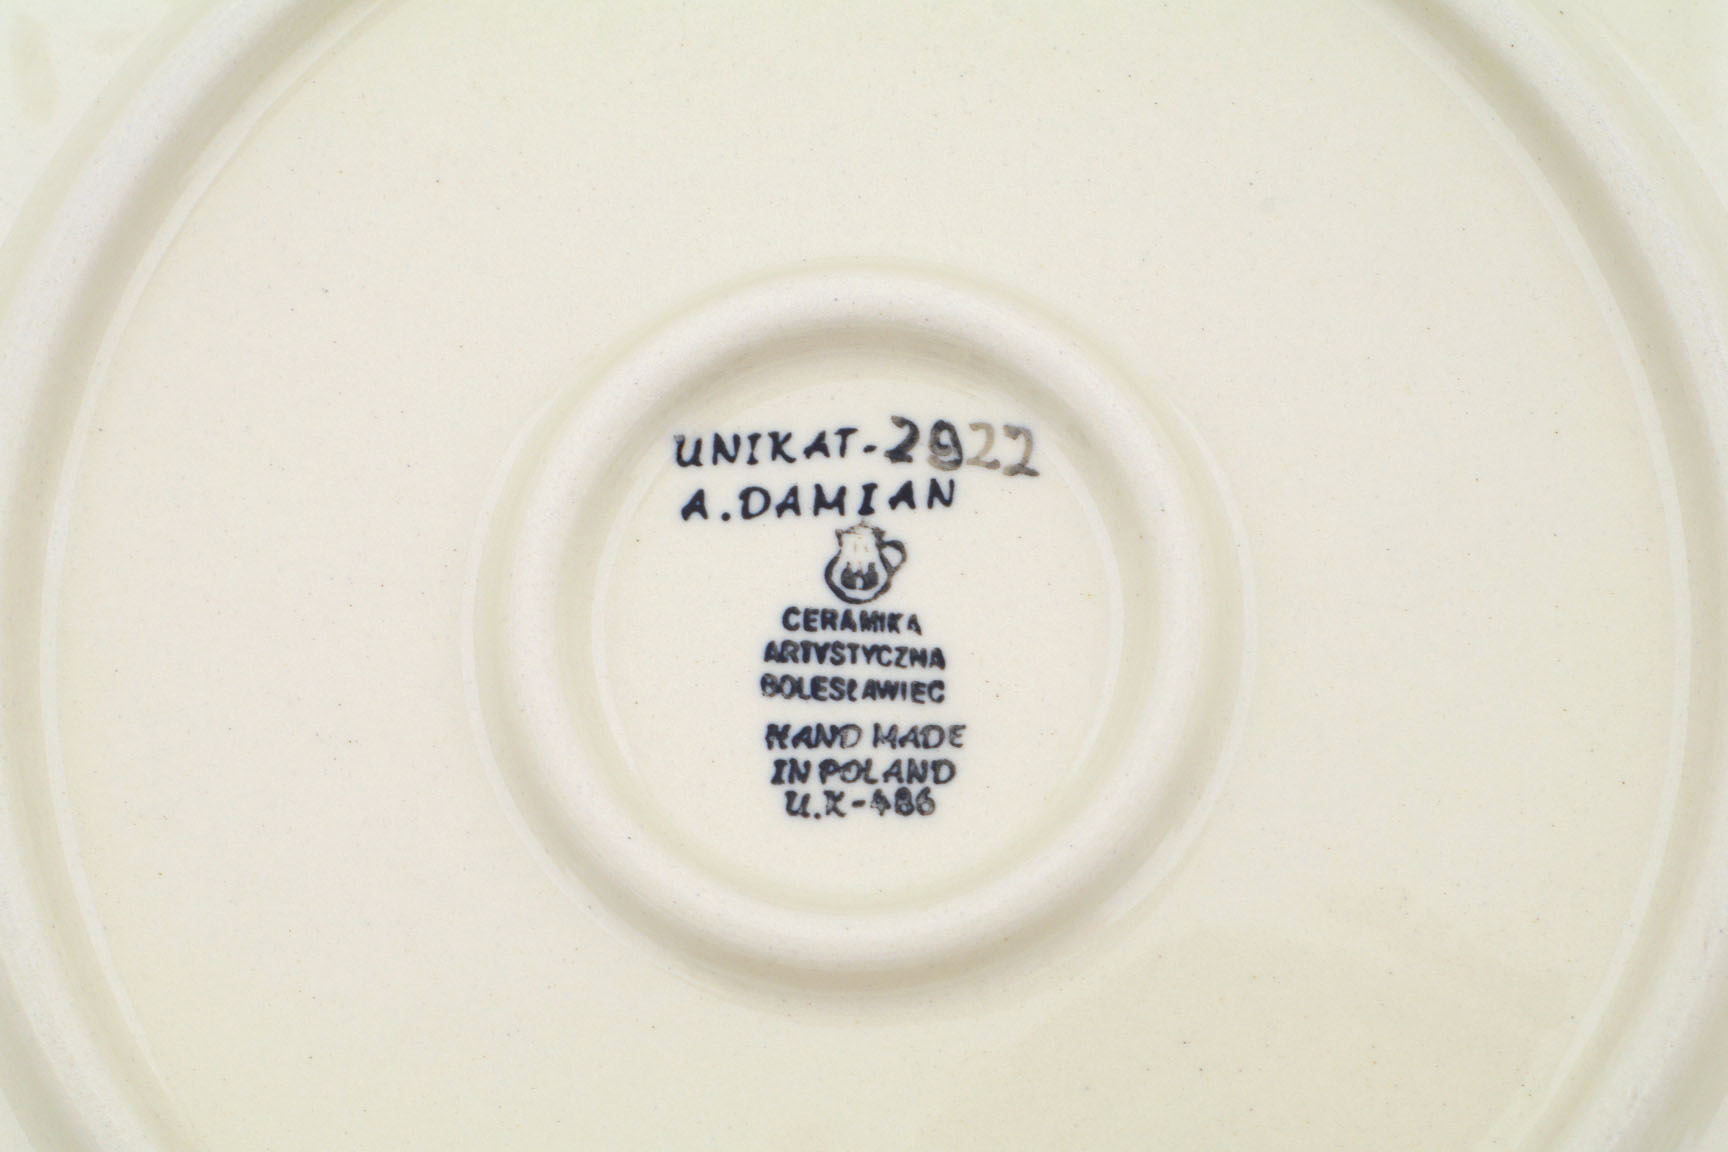 UNIKAT-2922
A.DAMIAN
CERAMIKA
ARTYSTYCZNA
BOLESŁAWIEC
HAND MADE
IN POLAND
U.K-486